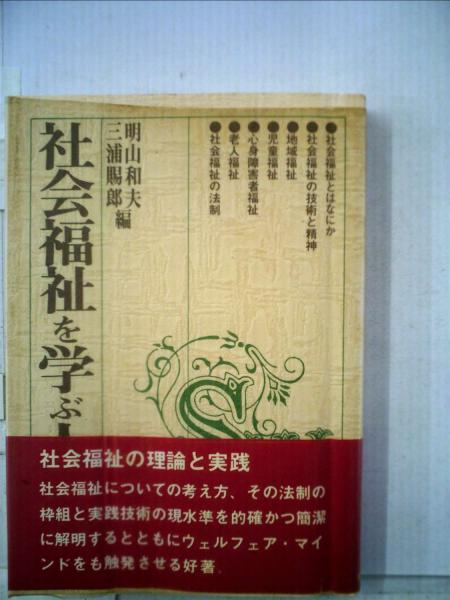 ●社会福祉とはなにか
●社会福祉の技術と精神
●地域福祉
●児童福祉
●心身障害者福祉
●老人福祉
●社会福祉の法制
明山和夫
三浦賜郎編
社会福祉を学ぶ
社会福祉の理論と実践
社会福祉についての考え方、その法制の
枠組と実践技術の現水準を的確かつ簡潔
に解明するとともにウェルフェア・マイ
ンドをも触発させる好著